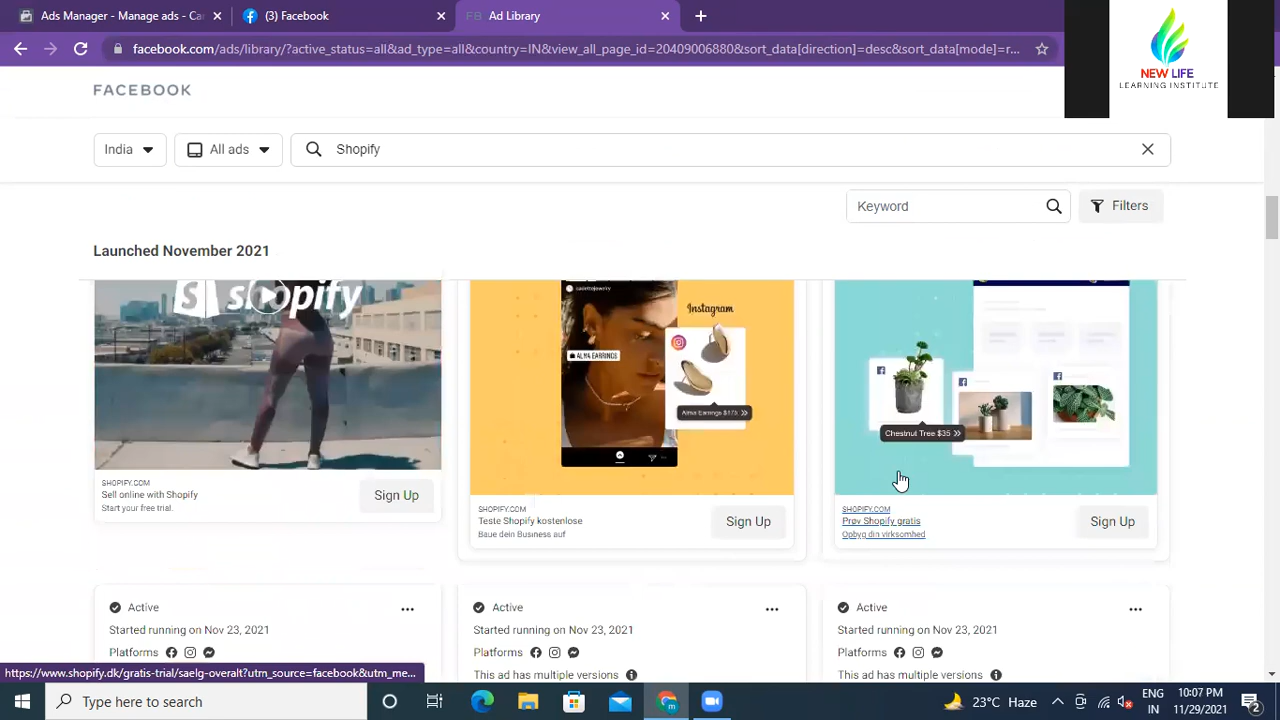 Ads Manager - Manage ads - Ca
(3) Facebook
Ad Library
facebook.com/ads/library/?active_status=all&ad_type=all&country=IN&view_all_page_id=20409006880&sort_data[direction]=desc&sort_data[mode]=r...
NEW LIFE
LEARNING INSTITUTE
FACEBOOK
India
All ads
Shopify
Keyword
Filters
Launched November 2021
shopify
Instagram
ALMA EARRINGS
Alma Earrings $175
Chestnut Tree $35
SHOPIFY.COM
Sell online with Shopify
Start your free trial.
Sign Up
SHOPIFY.COM
Teste Shopify kostenlose
Baue dein Business auf
Sign Up
SHOPIFY.COM
Prøv Shopify gratis
Opbyg din virksomhed
Sign Up
Active
Started running on Nov 23, 2021
Platforms
Active
Started running on Nov 23, 2021
Platforms
This ad has multiple versions
Active
Started running on Nov 23, 2021
Platforms
This ad has multiple versions
https://www.shopify.dk/gratis-trial/saelg-overalt?utm_source=facebook&utm_me...
Type here to search
23°C Haze
ENG
IN
10:07 PM
11/29/2021
2